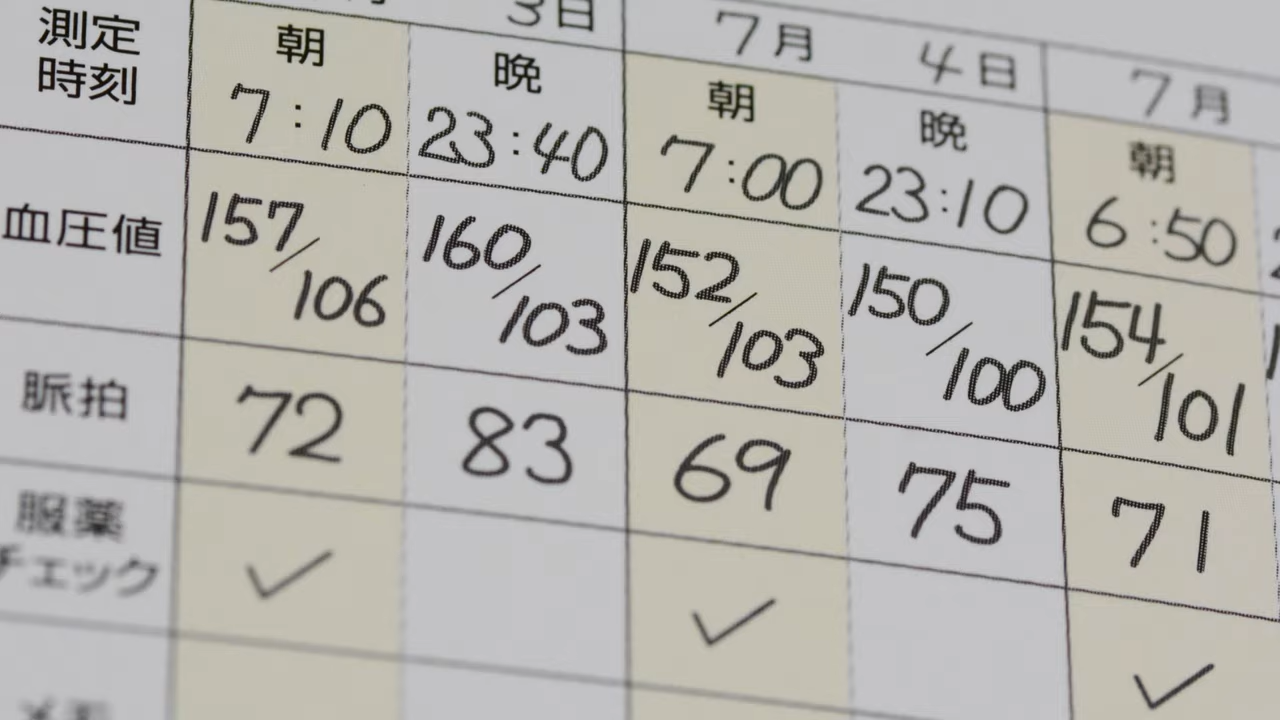 3日 7月 4日 7月
測定時刻 朝 晩 朝 晩 朝
7:10 23:40 7:00 23:10 6:50
血圧値 157/106 160/103 152/103 150/100 154/101
脈拍 72 83 69 75 71
服薬チェック ✓ ✓ ✓
メモ